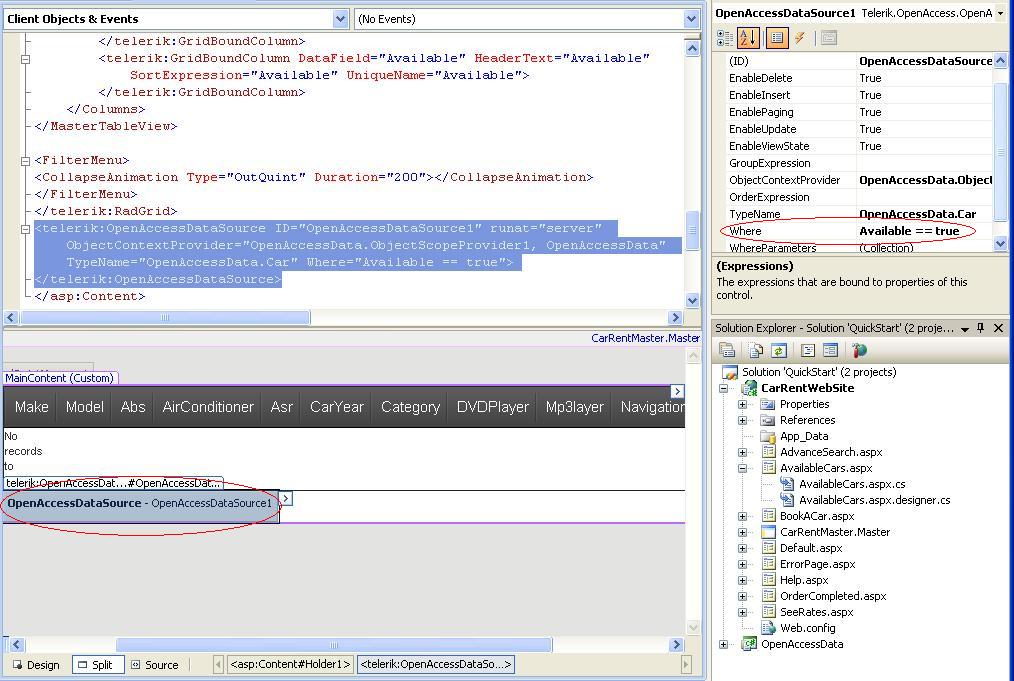 Client Objects & Events
(No Events)
</telerik:GridBoundColumn>
<telerik:GridBoundColumn DataField="Available" HeaderText="Available"
SortExpression="Available" UniqueName="Available">
</telerik:GridBoundColumn>
</Columns>
</MasterTableView>
<FilterMenu>
<CollapseAnimation Type="OutQuint" Duration="200"></CollapseAnimation>
</FilterMenu>
</telerik:RadGrid>
<telerik:OpenAccessDataSource ID="OpenAccessDataSource1" runat="server"
ObjectContextProvider="OpenAccessData.ObjectScopeProvider1, OpenAccessData"
TypeName="OpenAccessData.Car" Where="Available == true">
</telerik:OpenAccessDataSource>
</asp:Content>
CarRentMaster.Master
MainContent (Custom)
Make Model Abs AirConditioner Asr CarYear Category DVDPlayer Mp3layer Navigation
No
records
to
telerik:OpenAccessDat...#OpenAccessDat...
OpenAccessDataSource - OpenAccessDataSource1
Design Split Source <asp:Content#Holder1> <telerik:OpenAccessDataSo...>
OpenAccessDataSource1 Telerik.OpenAccess.OpenA
(ID) OpenAccessDataSource
EnableDelete True
EnableInsert True
EnablePaging True
EnableUpdate True
EnableViewState True
GroupExpression
ObjectContextProvider OpenAccessData.Object
OrderExpression
TypeName OpenAccessData.Car
Where Available == true
WhereParameters (Collection)
(Expressions)
The expressions that are bound to properties of this
control.
Solution Explorer - Solution 'QuickStart' (2 proje...
Solution 'QuickStart' (2 projects)
CarRentWebSite
Properties
References
App_Data
AdvanceSearch.aspx
AvailableCars.aspx
AvailableCars.aspx.cs
AvailableCars.aspx.designer.cs
BookACar.aspx
CarRentMaster.Master
Default.aspx
ErrorPage.aspx
Help.aspx
OrderCompleted.aspx
SeeRates.aspx
Web.config
OpenAccessData